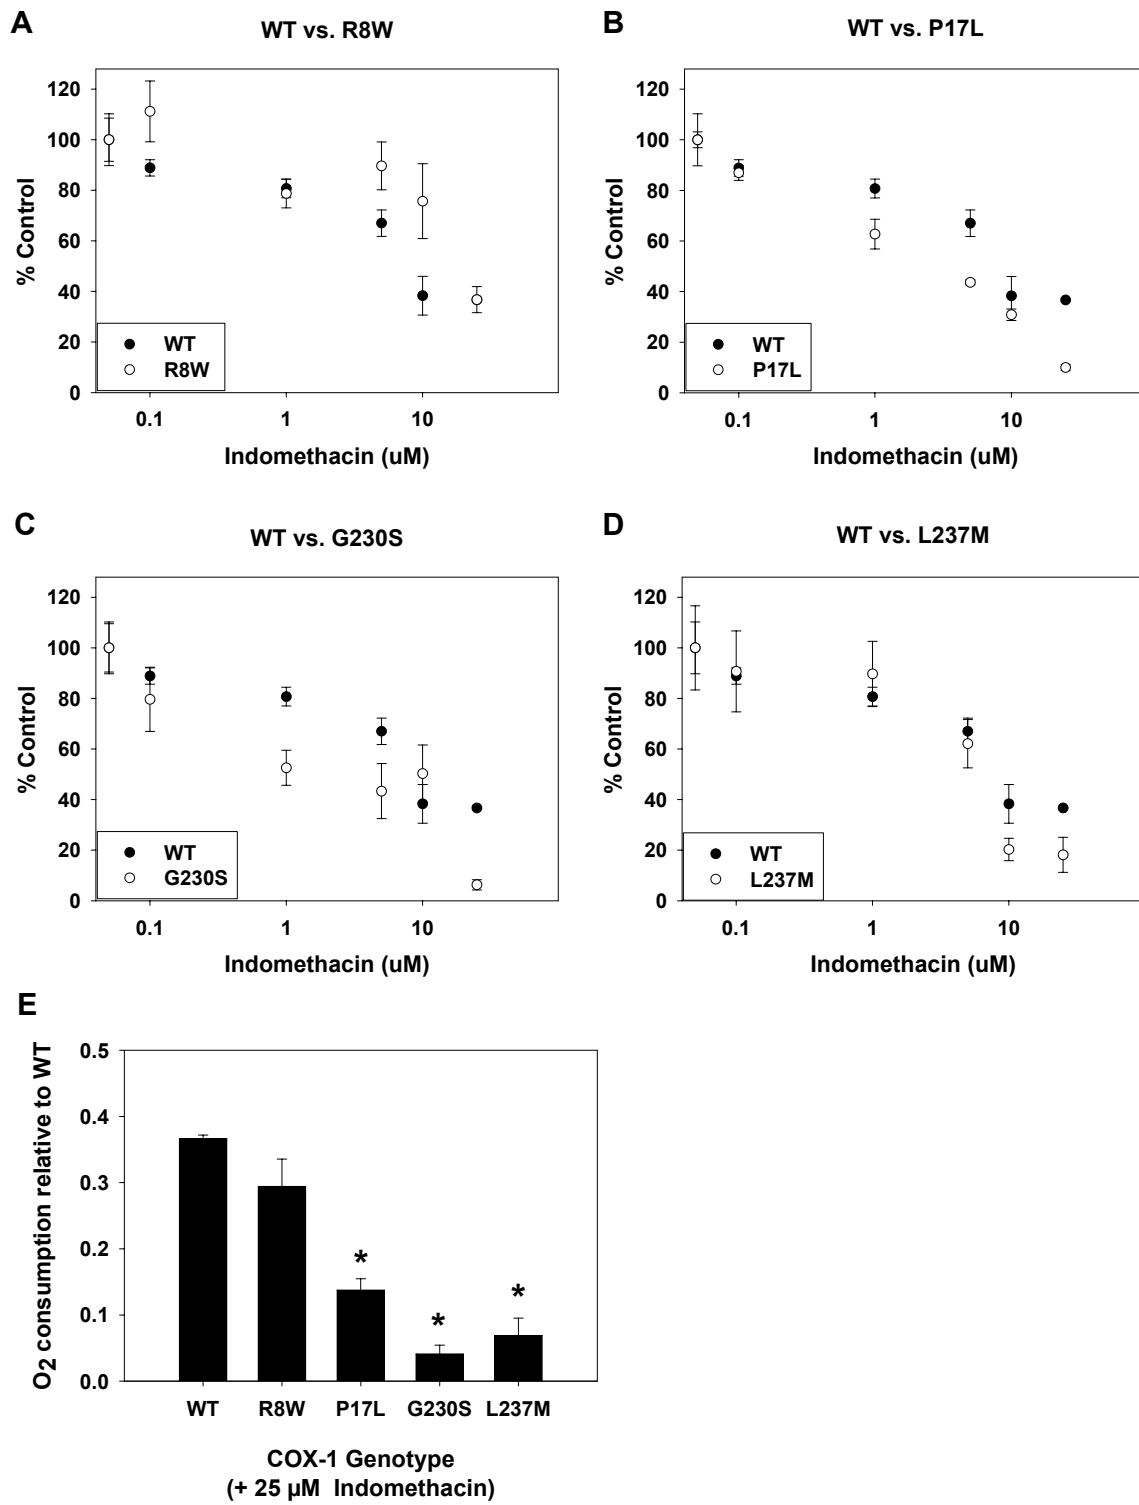 A
WT vs. R8W
120
100
80
60
40
20
0
% Control
WT
R8W
0.1
1
10
Indomethacin (uM)
B
WT vs. P17L
120
100
80
60
40
20
0
% Control
WT
P17L
0.1
1
10
Indomethacin (uM)
C
WT vs. G230S
120
100
80
60
40
20
0
% Control
WT
G230S
0.1
1
10
Indomethacin (uM)
D
WT vs. L237M
120
100
80
60
40
20
0
% Control
WT
L237M
0.1
1
10
Indomethacin (uM)
E
0.5
0.4
0.3
0.2
0.1
0.0
O2 consumption relative to WT
*
*
*
WT R8W P17L G230S L237M
COX-1 Genotype
(+ 25 µM Indomethacin)